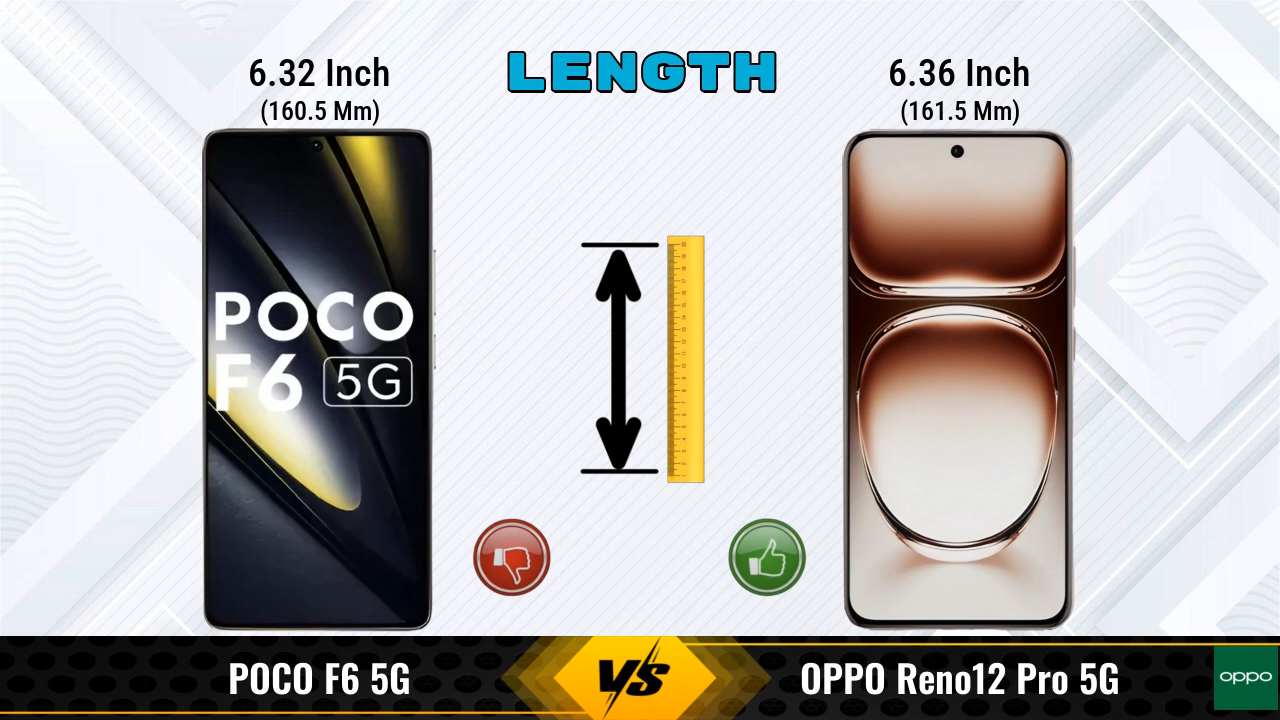 LENGTH
6.32 Inch
(160.5 Mm)
6.36 Inch
(161.5 Mm)
POCO
F6 5G
POCO F6 5G
VS
OPPO Reno12 Pro 5G
oppo